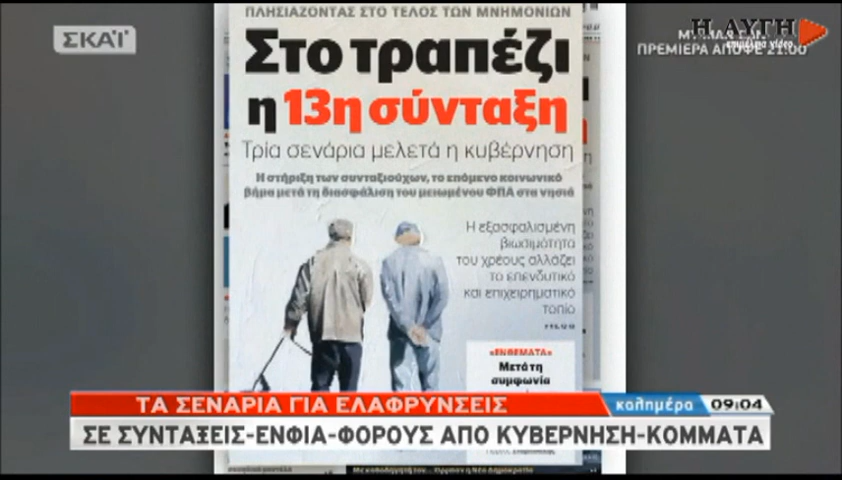 ΠΛΗΣΙΑΖΟΝΤΑΣ ΣΤΟ ΤΕΛΟΣ ΤΩΝ ΜΝΗΜΟΝΙΩΝ
ΣΚΑΪ
Η ΑΥΓΗ
ΠΡΕΜΙΕΡΑ ΑΠΟΨΕ 21:00
Στο τραπέζι
η 13η σύνταξη
Τρία σενάρια μελετά η κυβέρνηση
Η στήριξη των συνταξιούχων, το επόμενο κοινωνικό
βήμα μετά τη διασφάλιση του μειωμένου ΦΠΑ στα νησιά
Η εξασφαλισμένη
βιωσιμότητα
του χρέους αλλάζει
το επενδυτικό
και επιχειρηματικό
τοπίο
«ΕΝΘΕΜΑΤΑ»
Μετά τη
συμφωνία
ΤΑ ΣΕΝΑΡΙΑ ΓΙΑ ΕΛΑΦΡΥΝΣΕΙΣ
καλημέρα 09:04
ΣΕ ΣΥΝΤΑΞΕΙΣ-ΕΝΦΙΑ-ΦΟΡΟΥΣ ΑΠΟ ΚΥΒΕΡΝΗΣΗ-ΚΟΜΜΑΤΑ